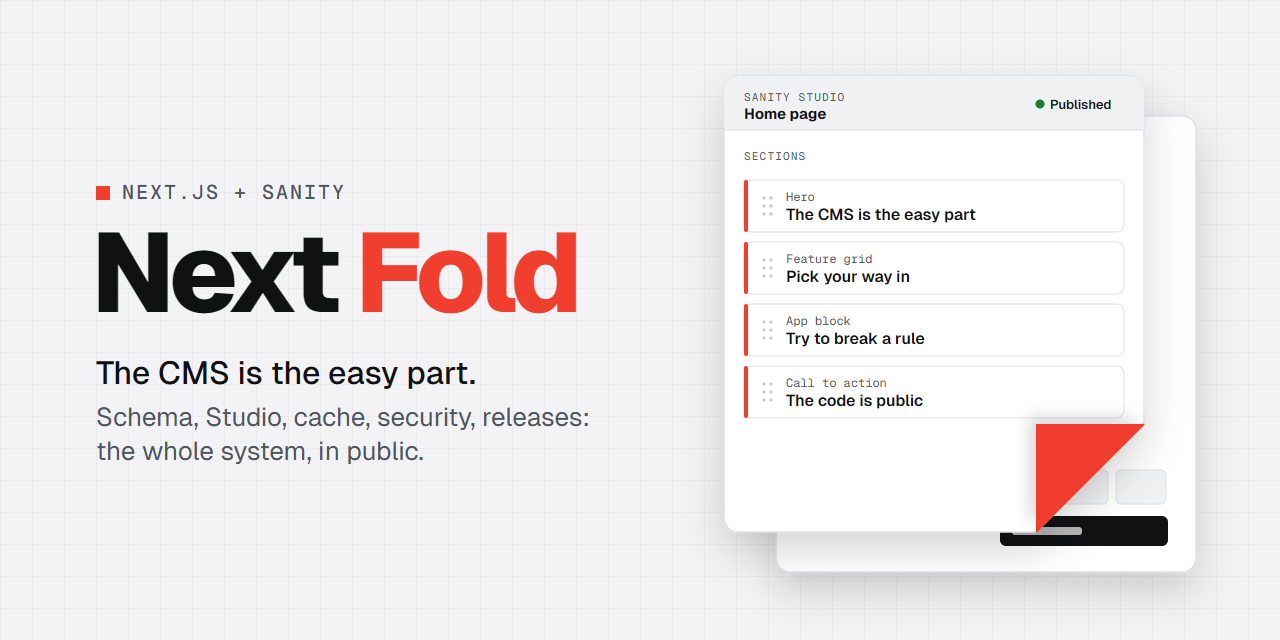 NEXT.JS + SANITY
Next Fold
The CMS is the easy part.
Schema, Studio, cache, security, releases:
the whole system, in public.
SANITY STUDIO
Home page
Published
SECTIONS
Hero
The CMS is the easy part
Feature grid
Pick your way in
App block
Try to break a rule
Call to action
The code is public